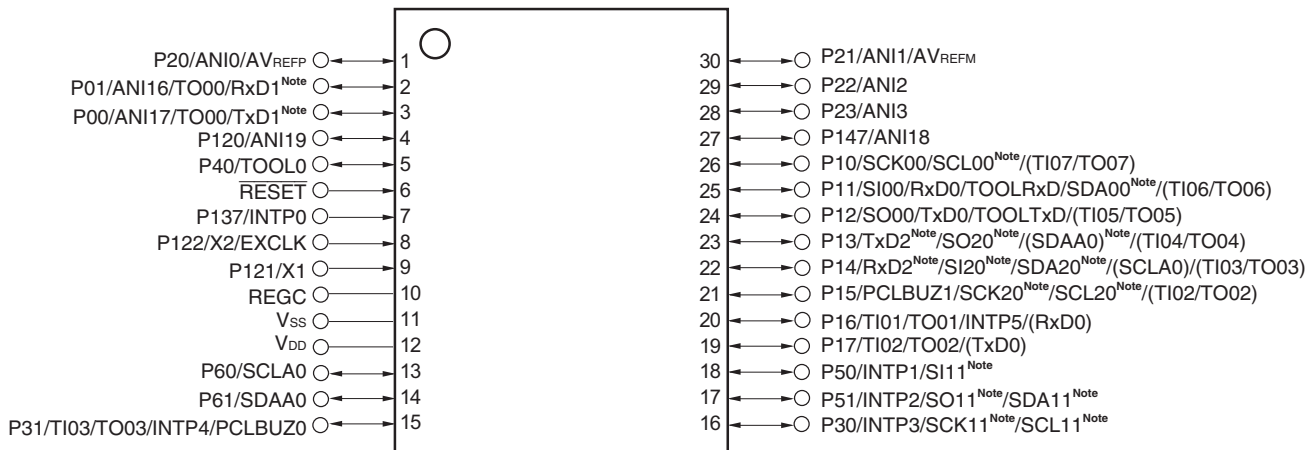 P20/ANI0/AVREFP 1
P01/ANI16/TO00/RxD1Note 2
P00/ANI17/TO00/TxD1Note 3
P120/ANI19 4
P40/TOOL0 5
RESET 6
P137/INTP0 7
P122/X2/EXCLK 8
P121/X1 9
REGC 10
VSS 11
VDD 12
P60/SCLA0 13
P61/SDAA0 14
P31/TI03/TO03/INTP4/PCLBUZ0 15
30 P21/ANI1/AVREFM
29 P22/ANI2
28 P23/ANI3
27 P147/ANI18
26 P10/SCK00/SCL00Note/(TI07/TO07)
25 P11/SI00/RxD0/TOOLRxD/SDA00Note/(TI06/TO06)
24 P12/SO00/TxD0/TOOLTxD/(TI05/TO05)
23 P13/TxD2Note/SO20Note/(SDAA0)Note/(TI04/TO04)
22 P14/RxD2Note/SI20Note/SDA20Note/(SCLA0)/(TI03/TO03)
21 P15/PCLBUZ1/SCK20Note/SCL20Note/(TI02/TO02)
20 P16/TI01/TO01/INTP5/(RxD0)
19 P17/TI02/TO02/(TxD0)
18 P50/INTP1/SI11Note
17 P51/INTP2/SO11Note/SDA11Note
16 P30/INTP3/SCK11Note/SCL11Note